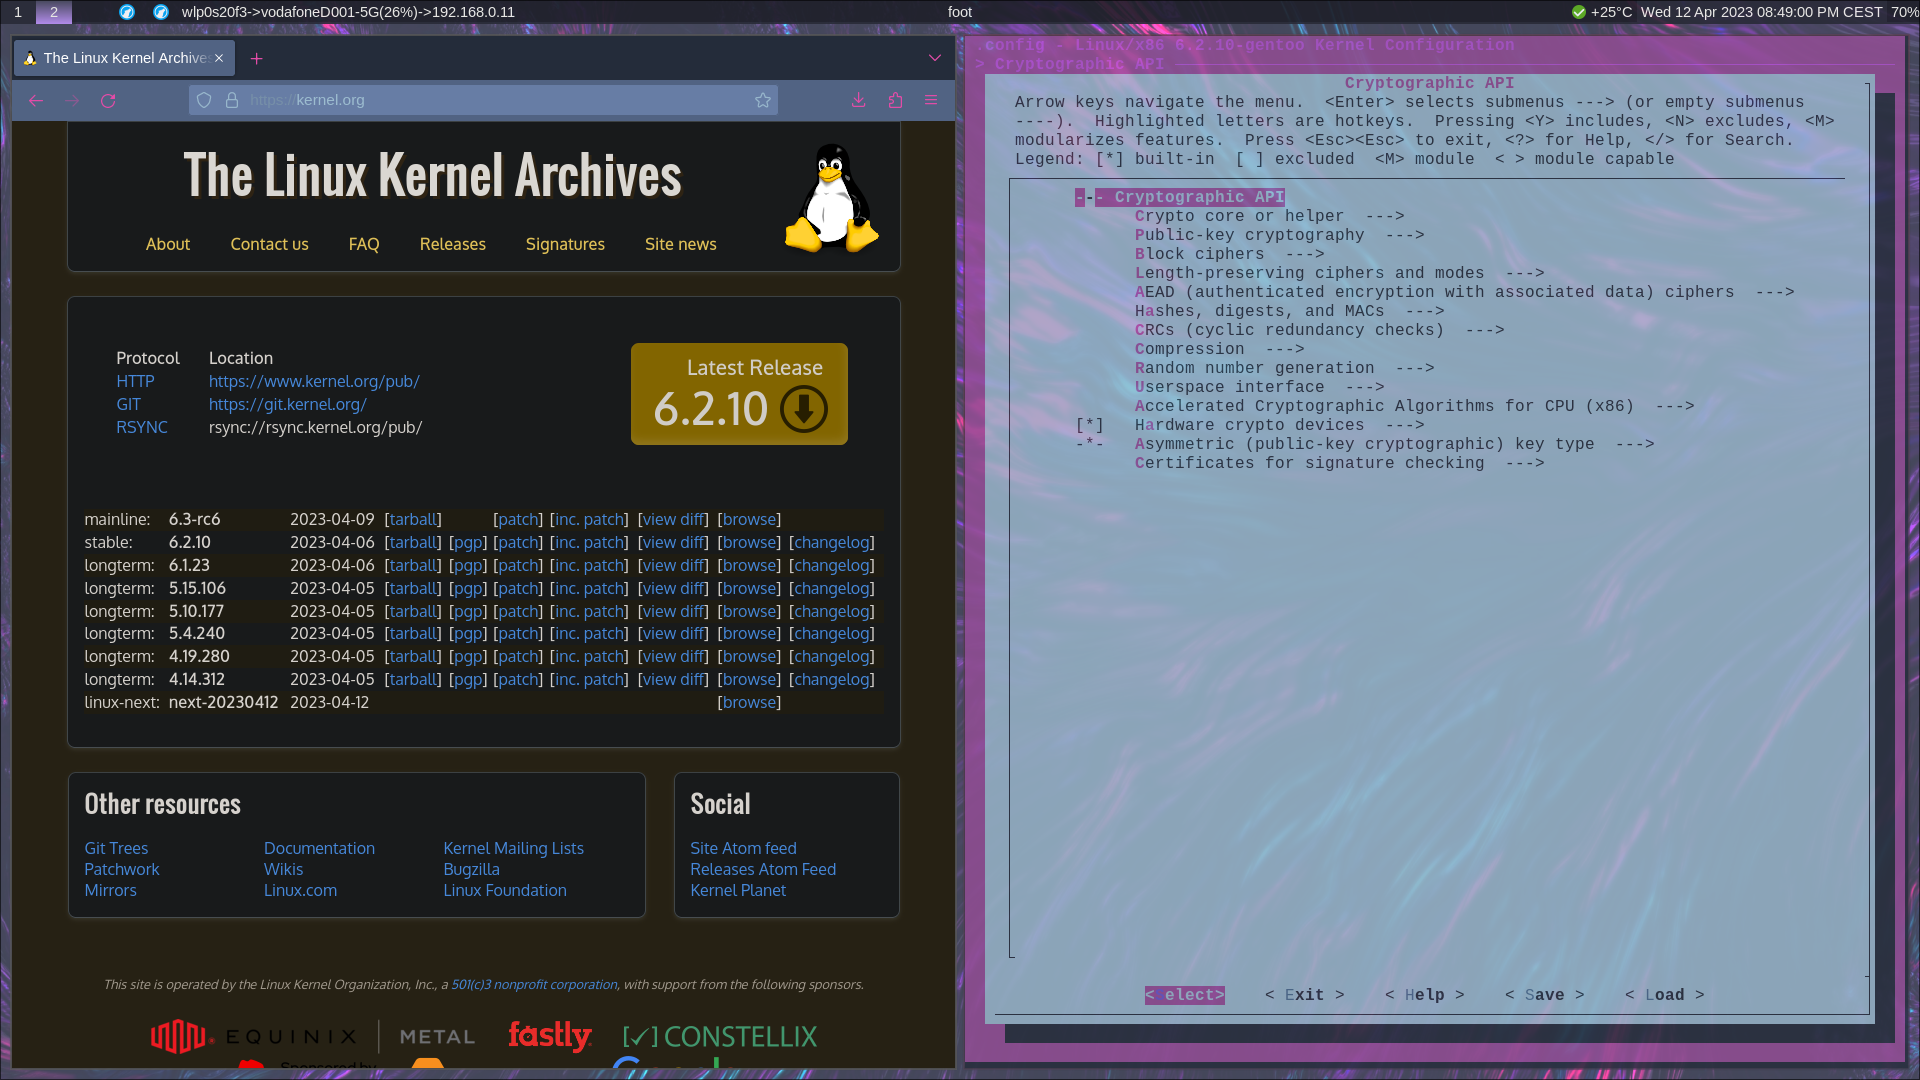 1 2 wlp0s20f3->vodafoneD001-5G(26%)->192.168.0.11 foot +25°C Wed 12 Apr 2023 08:49:00 PM CEST 70%
The Linux Kernel Archives
https://kernel.org
The Linux Kernel Archives
About Contact us FAQ Releases Signatures Site news
Protocol Location
HTTP https://www.kernel.org/pub/
GIT https://git.kernel.org/
RSYNC rsync://rsync.kernel.org/pub/
Latest Release
6.2.10
mainline: 6.3-rc6 2023-04-09 [tarball] [patch] [inc. patch] [view diff] [browse]
stable: 6.2.10 2023-04-06 [tarball] [pgp] [patch] [inc. patch] [view diff] [browse] [changelog]
longterm: 6.1.23 2023-04-06 [tarball] [pgp] [patch] [inc. patch] [view diff] [browse] [changelog]
longterm: 5.15.106 2023-04-05 [tarball] [pgp] [patch] [inc. patch] [view diff] [browse] [changelog]
longterm: 5.10.177 2023-04-05 [tarball] [pgp] [patch] [inc. patch] [view diff] [browse] [changelog]
longterm: 5.4.240 2023-04-05 [tarball] [pgp] [patch] [inc. patch] [view diff] [browse] [changelog]
longterm: 4.19.280 2023-04-05 [tarball] [pgp] [patch] [inc. patch] [view diff] [browse] [changelog]
longterm: 4.14.312 2023-04-05 [tarball] [pgp] [patch] [inc. patch] [view diff] [browse] [changelog]
linux-next: next-20230412 2023-04-12 [browse]
Other resources
Git Trees Documentation Kernel Mailing Lists
Patchwork Wikis Bugzilla
Mirrors Linux.com Linux Foundation
Social
Site Atom feed
Releases Atom Feed
Kernel Planet
This site is operated by the Linux Kernel Organization, Inc., a 501(c)3 nonprofit corporation, with support from the following sponsors.
EQUINIX METAL fastly CONSTELLIX
Sponsored by
.config - Linux/x86 6.2.10-gentoo Kernel Configuration
> Cryptographic API
Cryptographic API
Arrow keys navigate the menu. <Enter> selects submenus ---> (or empty submenus
----). Highlighted letters are hotkeys. Pressing <Y> includes, <N> excludes, <M>
modularizes features. Press <Esc><Esc> to exit, <?> for Help, </> for Search.
Legend: [*] built-in [ ] excluded <M> module < > module capable
--- Cryptographic API
Crypto core or helper --->
Public-key cryptography --->
Block ciphers --->
Length-preserving ciphers and modes --->
AEAD (authenticated encryption with associated data) ciphers --->
Hashes, digests, and MACs --->
CRCs (cyclic redundancy checks) --->
Compression --->
Random number generation --->
Userspace interface --->
Accelerated Cryptographic Algorithms for CPU (x86) --->
[*] Hardware crypto devices --->
-*- Asymmetric (public-key cryptographic) key type --->
Certificates for signature checking --->
<Select> < Exit > < Help > < Save > < Load >